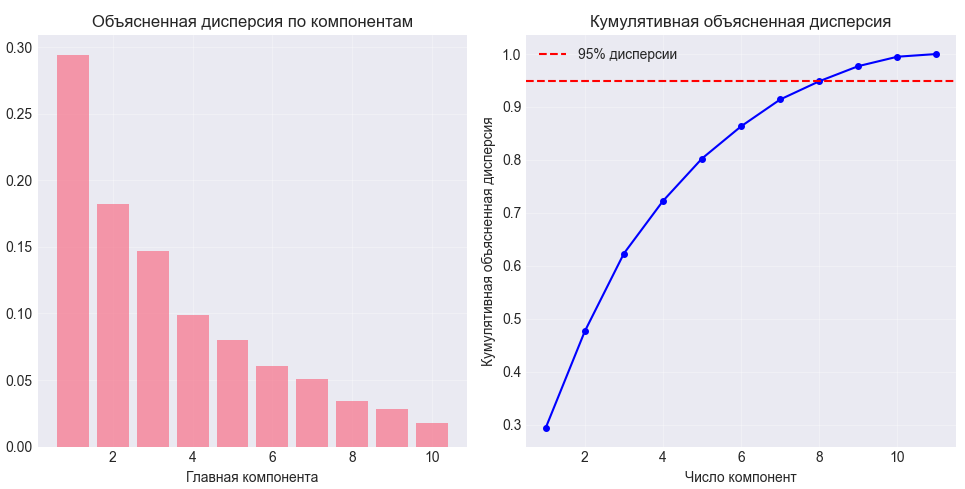 Объясненная дисперсия по компонентам
0.30
0.25
0.20
0.15
0.10
0.05
0.00
2 4 6 8 10
Главная компонента
Кумулятивная объясненная дисперсия
95% дисперсии
Кумулятивная объясненная дисперсия
1.0
0.9
0.8
0.7
0.6
0.5
0.4
0.3
2 4 6 8 10
Число компонент